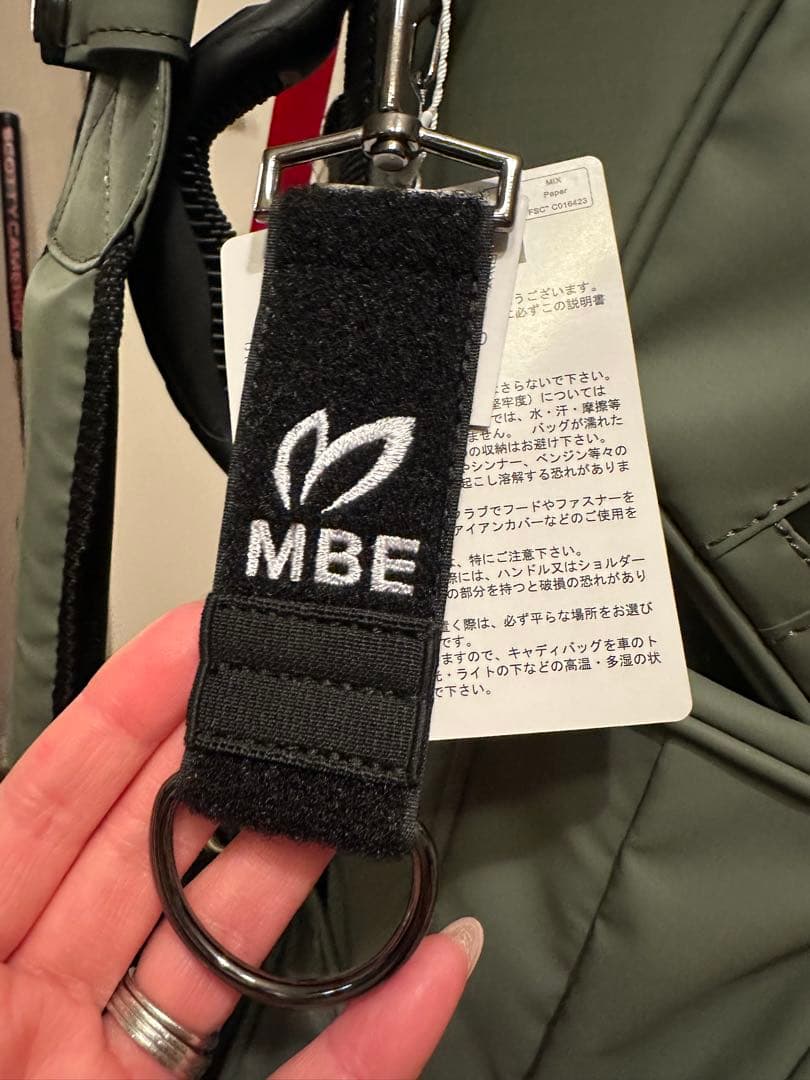 SCOTTY CAMERON
MIX
Paper
FSC™ C016423
うございます。
に必ずこの説明書
なさらないで下さい。
堅牢度）については
では、水・汗・摩擦等
ません。 バッグが濡れた
の収納はお避け下さい。
シンナー、ベンジン等々の
起こし溶解する恐れがありま
クラブでフードやファスナーを
アイアンカバーなどのご使用を
、特にご注意下さい。
際には、ハンドル又はショルダー
の部分を持つと破損の恐れがあり
置く際は、必ず平らな場所をお選び
です。
ますので、キャディバッグを車のト
・ライトの下などの高温・多湿の状
で下さい。
MBE